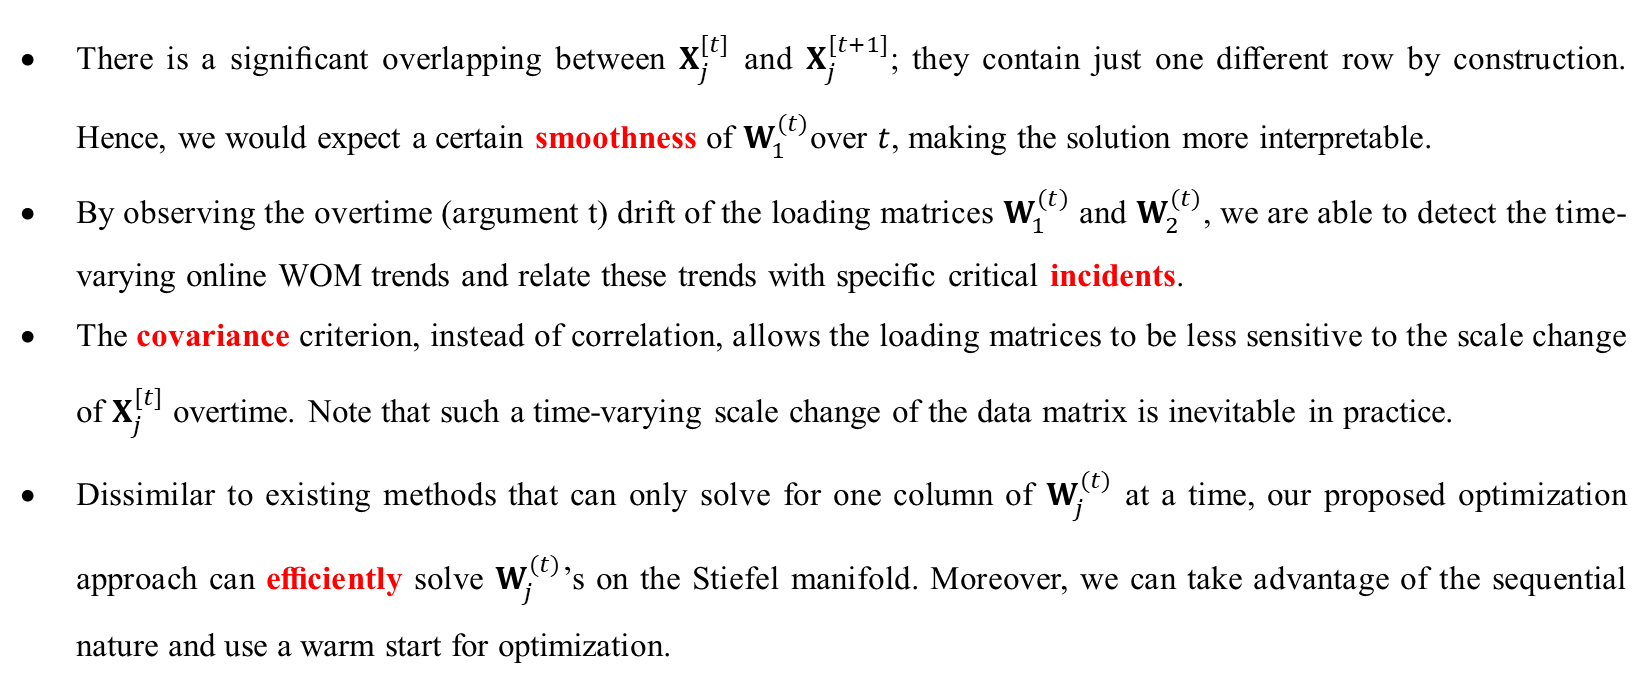 • There is a significant overlapping between 𝐗_j^[t] and 𝐗_j^[t+1]; they contain just one different row by construction.
Hence, we would expect a certain smoothness of 𝐖_1^(t) over t, making the solution more interpretable.
• By observing the overtime (argument t) drift of the loading matrices 𝐖_1^(t) and 𝐖_2^(t), we are able to detect the time-
varying online WOM trends and relate these trends with specific critical incidents.
• The covariance criterion, instead of correlation, allows the loading matrices to be less sensitive to the scale change
of 𝐗_j^[t] overtime. Note that such a time-varying scale change of the data matrix is inevitable in practice.
• Dissimilar to existing methods that can only solve for one column of 𝐖_j^(t) at a time, our proposed optimization
approach can efficiently solve 𝐖_j^(t)’s on the Stiefel manifold. Moreover, we can take advantage of the sequential
nature and use a warm start for optimization.